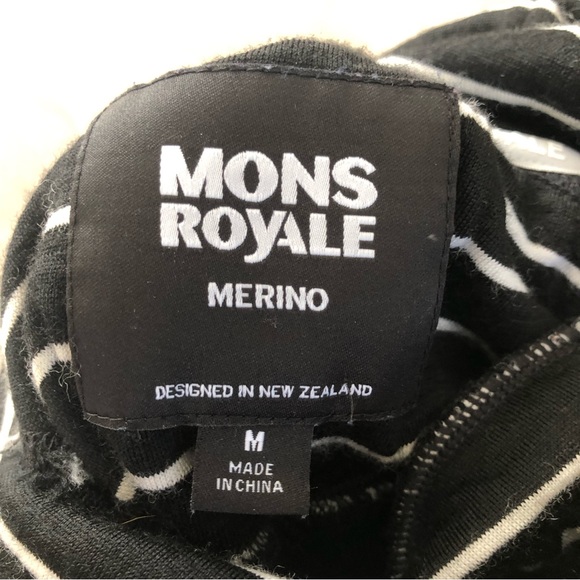 MONS
ROYALE
MERINO
DESIGNED IN NEW ZEALAND
M
MADE
IN CHINA